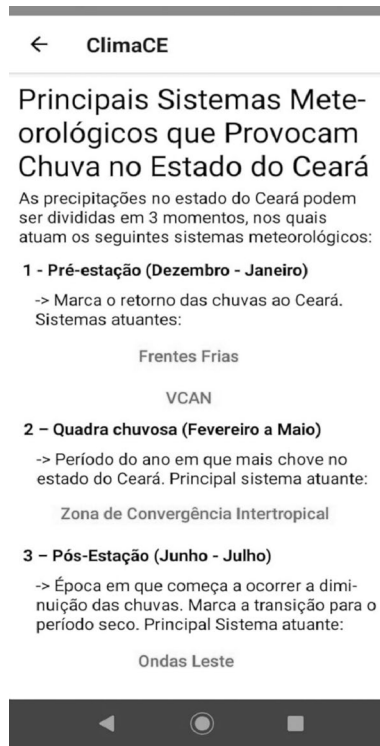 ClimaCE
Principais Sistemas Mete-
orológicos que Provocam
Chuva no Estado do Ceará
As precipitações no estado do Ceará podem
ser divididas em 3 momentos, nos quais
atuam os seguintes sistemas meteorológicos:
1 - Pré-estação (Dezembro - Janeiro)
-> Marca o retorno das chuvas ao Ceará.
Sistemas atuantes:
Frentes Frias
VCAN
2 – Quadra chuvosa (Fevereiro a Maio)
-> Período do ano em que mais chove no
estado do Ceará. Principal sistema atuante:
Zona de Convergência Intertropical
3 – Pós-Estação (Junho - Julho)
-> Época em que começa a ocorrer a dimi-
nuição das chuvas. Marca a transição para o
período seco. Principal Sistema atuante:
Ondas Leste